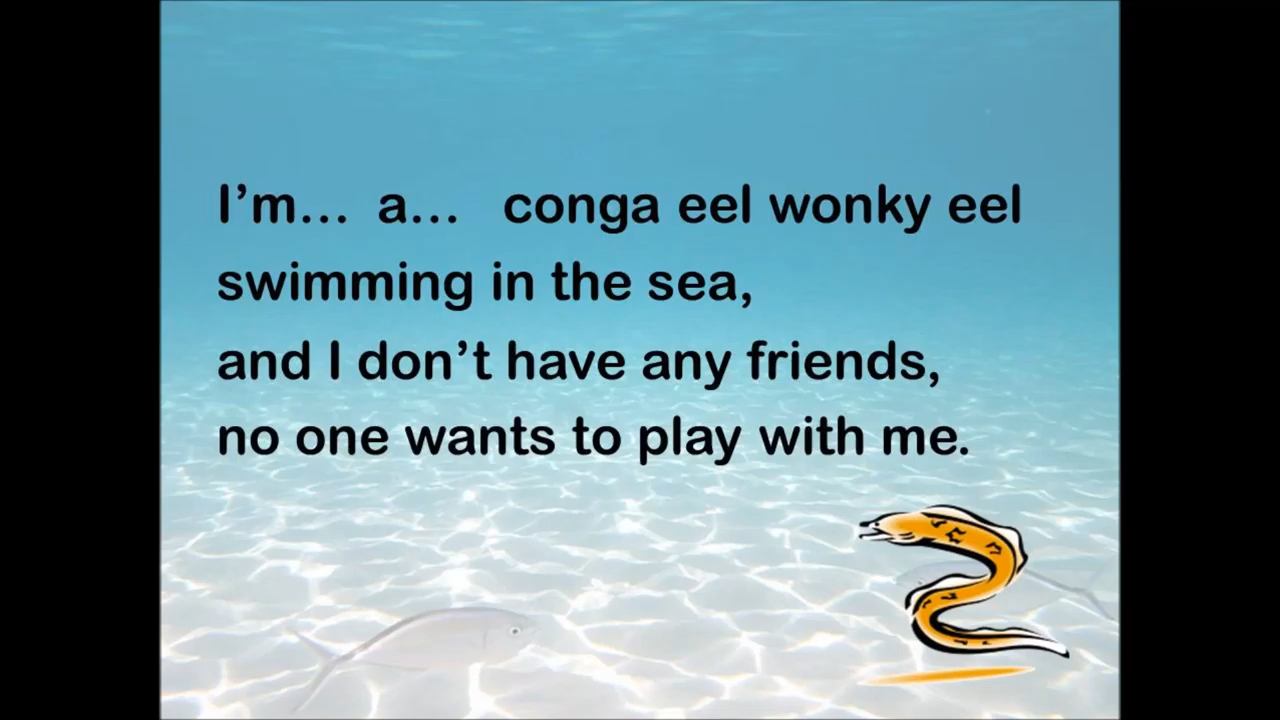 I’m… a… conga eel wonky eel
swimming in the sea,
and I don’t have any friends,
no one wants to play with me.